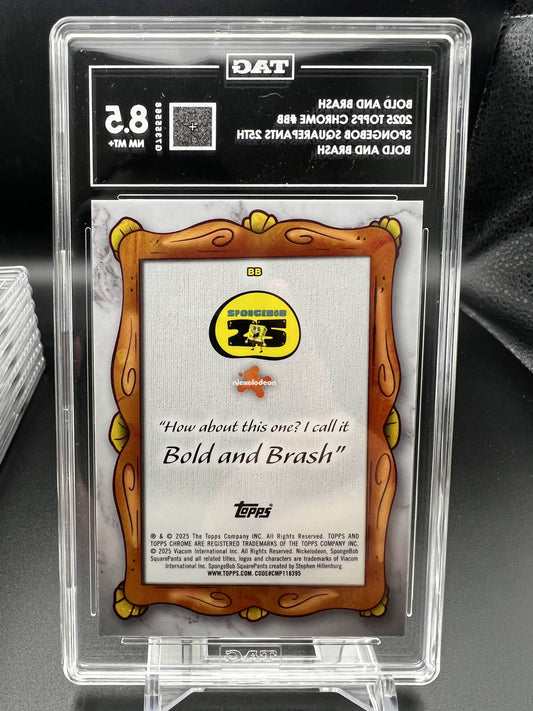 TAG
BOLD AND BRASH
2025 TOPPS CHROME #BB
SPONGEBOB SQUAREPANTS 25TH
BOLD AND BRASH
8.5
NM MT+
Q7355568
BB
SPONGEBOB
25
nickelodeon
"How about this one? I call it
Bold and Brash"
TOPPS
® & © 2025 The Topps Company INC. All Rights Reserved. TOPPS AND
TOPPS CHROME ARE REGISTERED TRADEMARKS OF THE TOPPS COMPANY INC.
© 2025 Viacom International Inc. All Rights Reserved. Nickelodeon, SpongeBob
SquarePants and all related titles, logos and characters are trademarks of Viacom
International Inc. SpongeBob SquarePants created by Stephen Hillenburg.
WWW.TOPPS.COM. CODE#CMP118395
TAG